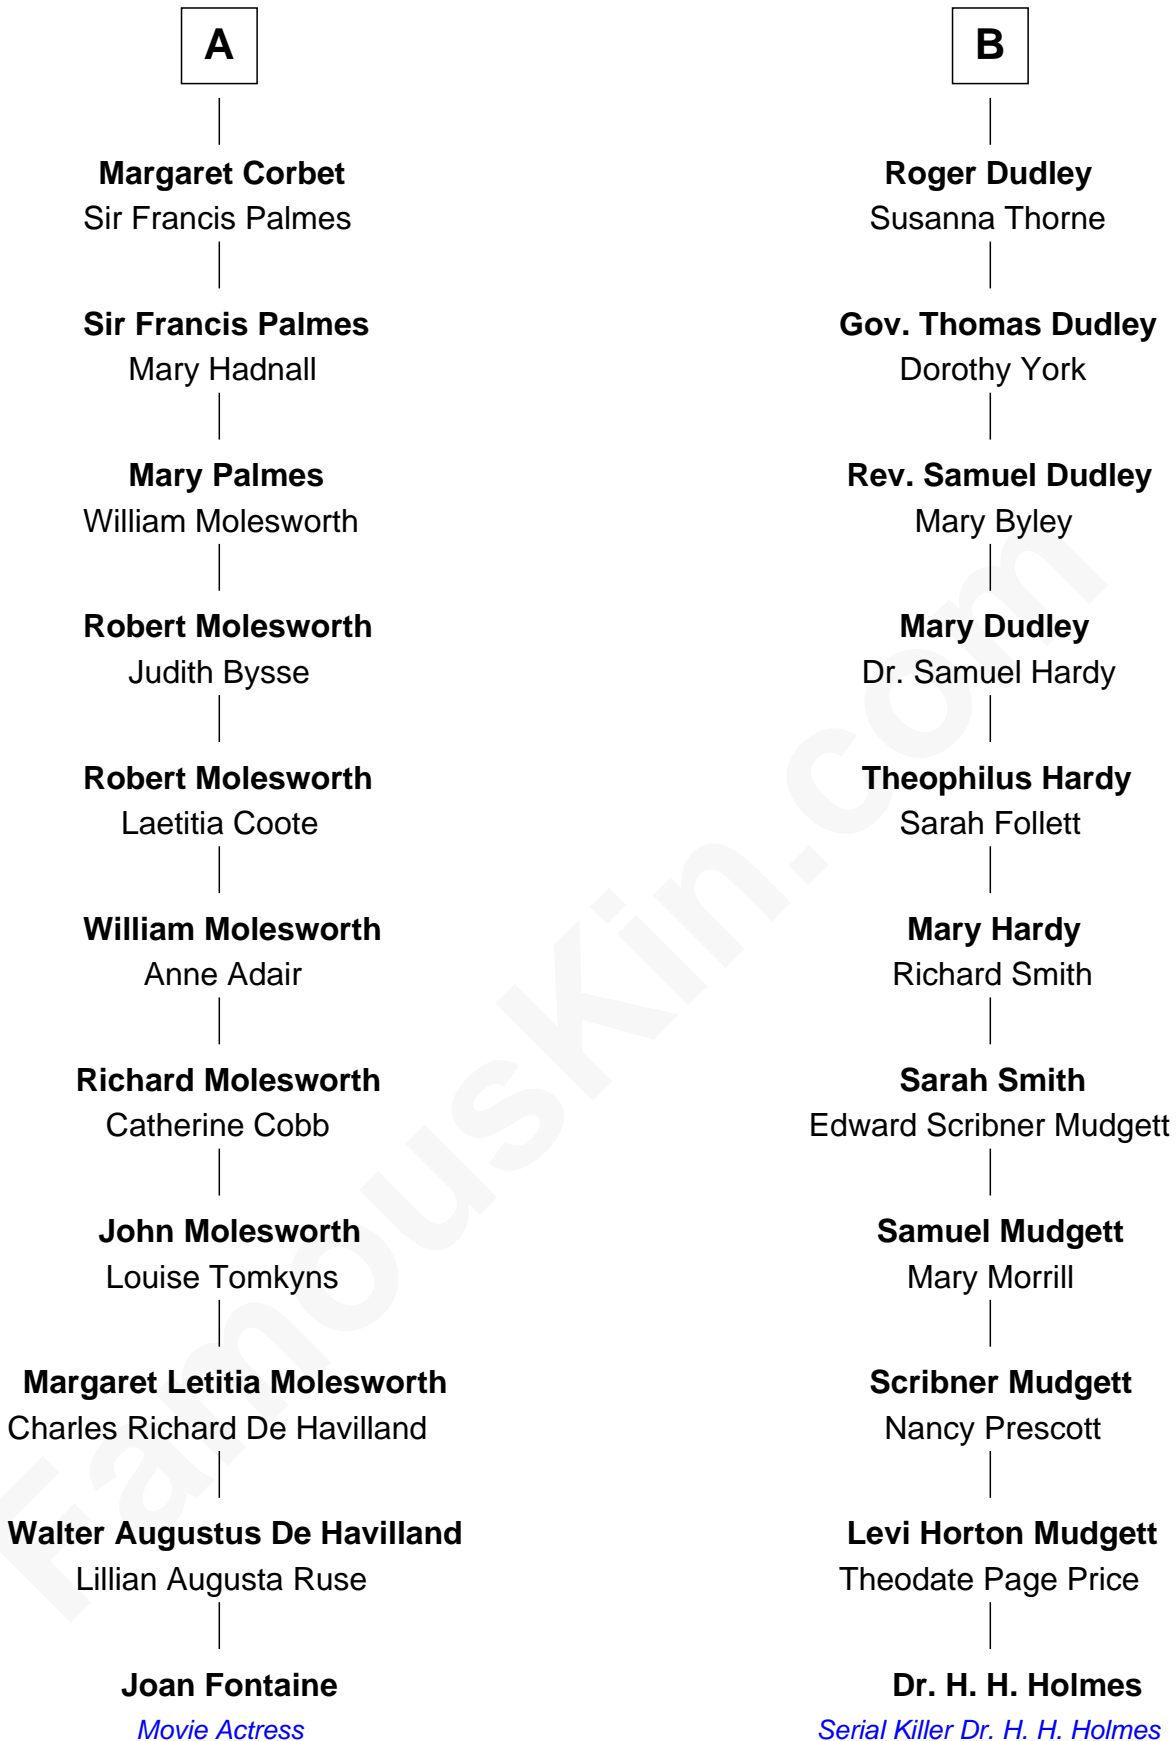 A
Margaret Corbet
Sir Francis Palmes
Sir Francis Palmes
Mary Hadnall
Mary Palmes
William Molesworth
Robert Molesworth
Judith Bysse
Robert Molesworth
Laetitia Coote
William Molesworth
Anne Adair
Richard Molesworth
Catherine Cobb
John Molesworth
Louise Tomkyns
Margaret Letitia Molesworth
Charles Richard De Havilland
Walter Augustus De Havilland
Lillian Augusta Ruse
Joan Fontaine
Movie Actress
B
Roger Dudley
Susanna Thorne
Gov. Thomas Dudley
Dorothy York
Rev. Samuel Dudley
Mary Byley
Mary Dudley
Dr. Samuel Hardy
Theophilus Hardy
Sarah Follett
Mary Hardy
Richard Smith
Sarah Smith
Edward Scribner Mudgett
Samuel Mudgett
Mary Morrill
Scribner Mudgett
Nancy Prescott
Levi Horton Mudgett
Theodate Page Price
Dr. H. H. Holmes
Serial Killer Dr. H. H. Holmes
FamousKin.com